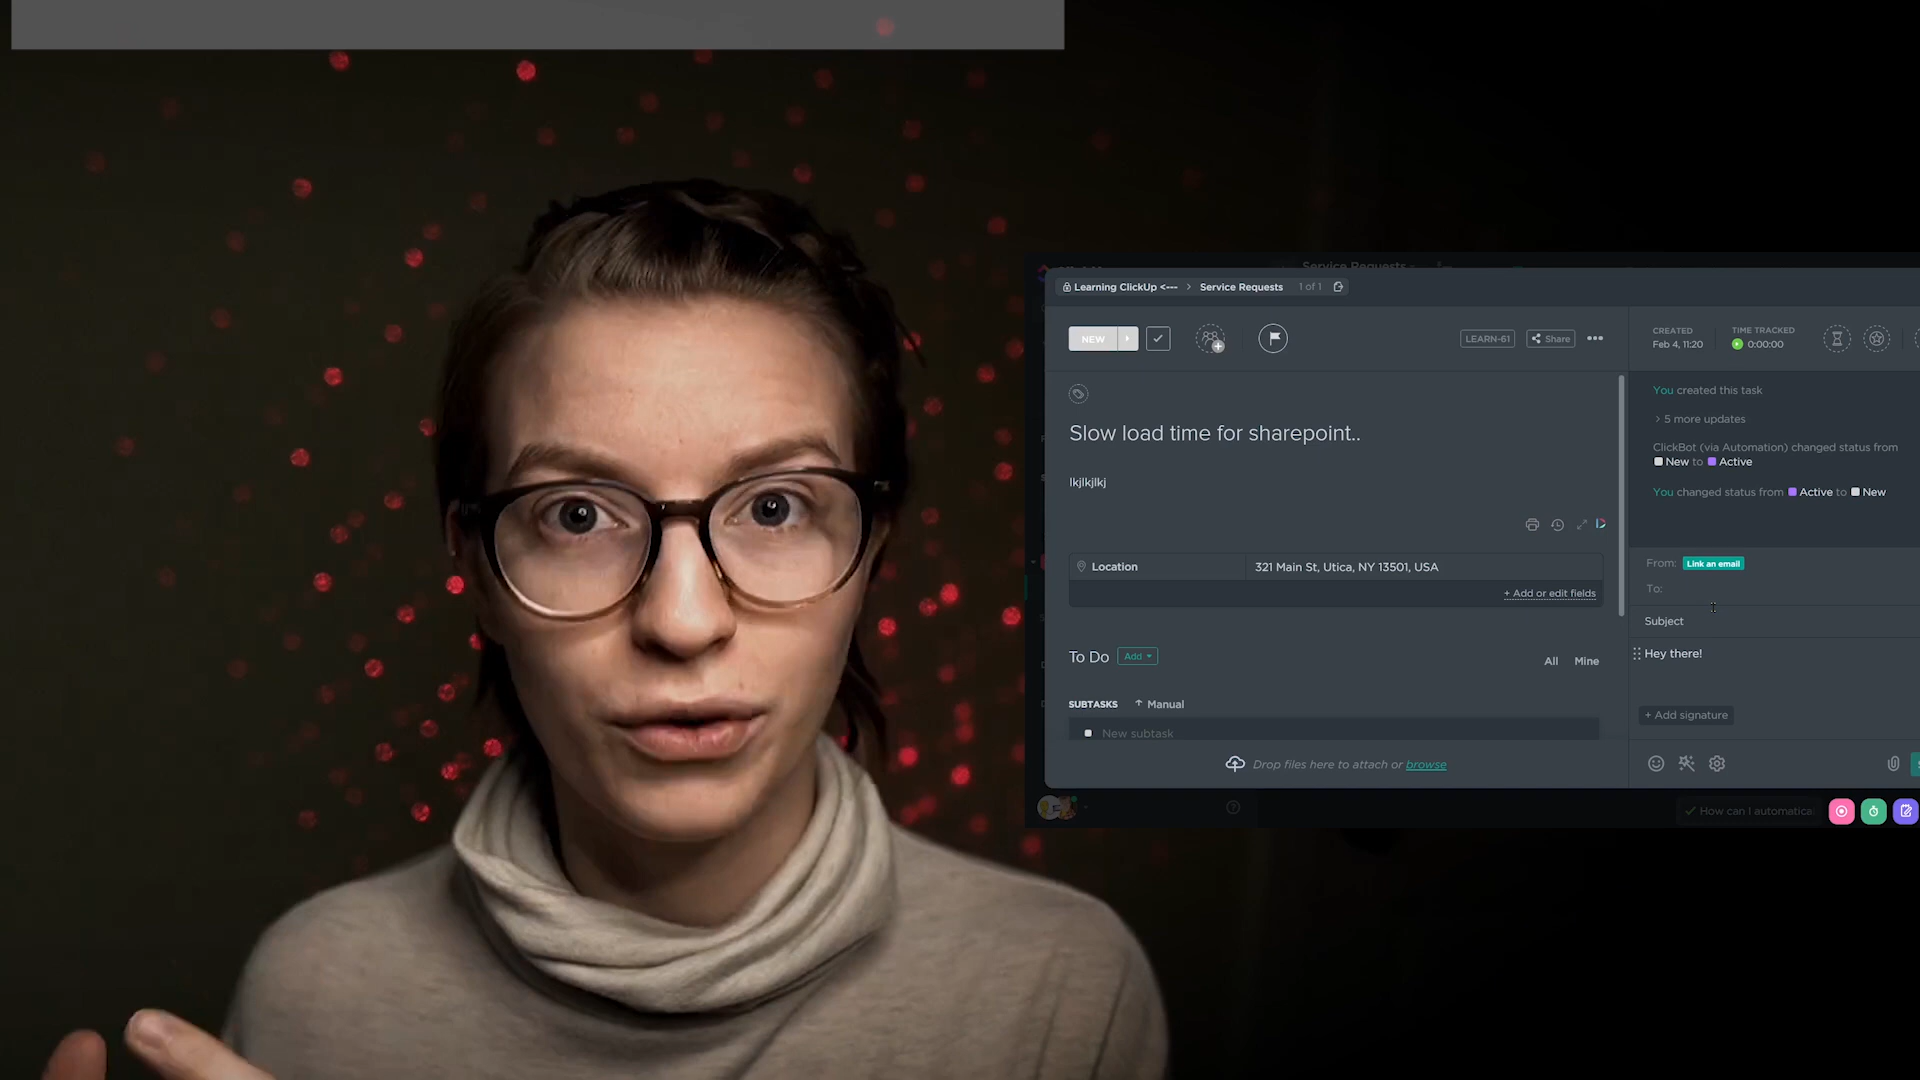 Service Requests
Learning ClickUp <--- > Service Requests 1 of 1
NEW
LEARN-61
Share
CREATED
Feb 4, 11:20
TIME TRACKED
0:00:00
Slow load time for sharepoint..
lkjlkjlkj
Location
321 Main St, Utica, NY 13501, USA
+ Add or edit fields
To Do
Add
All
Mine
SUBTASKS
Manual
New subtask
Drop files here to attach or browse
You created this task
> 5 more updates
ClickBot (via Automation) changed status from
New to Active
You changed status from Active to New
From: Link an email
To:
Subject
Hey there!
+ Add signature
How can I automatica